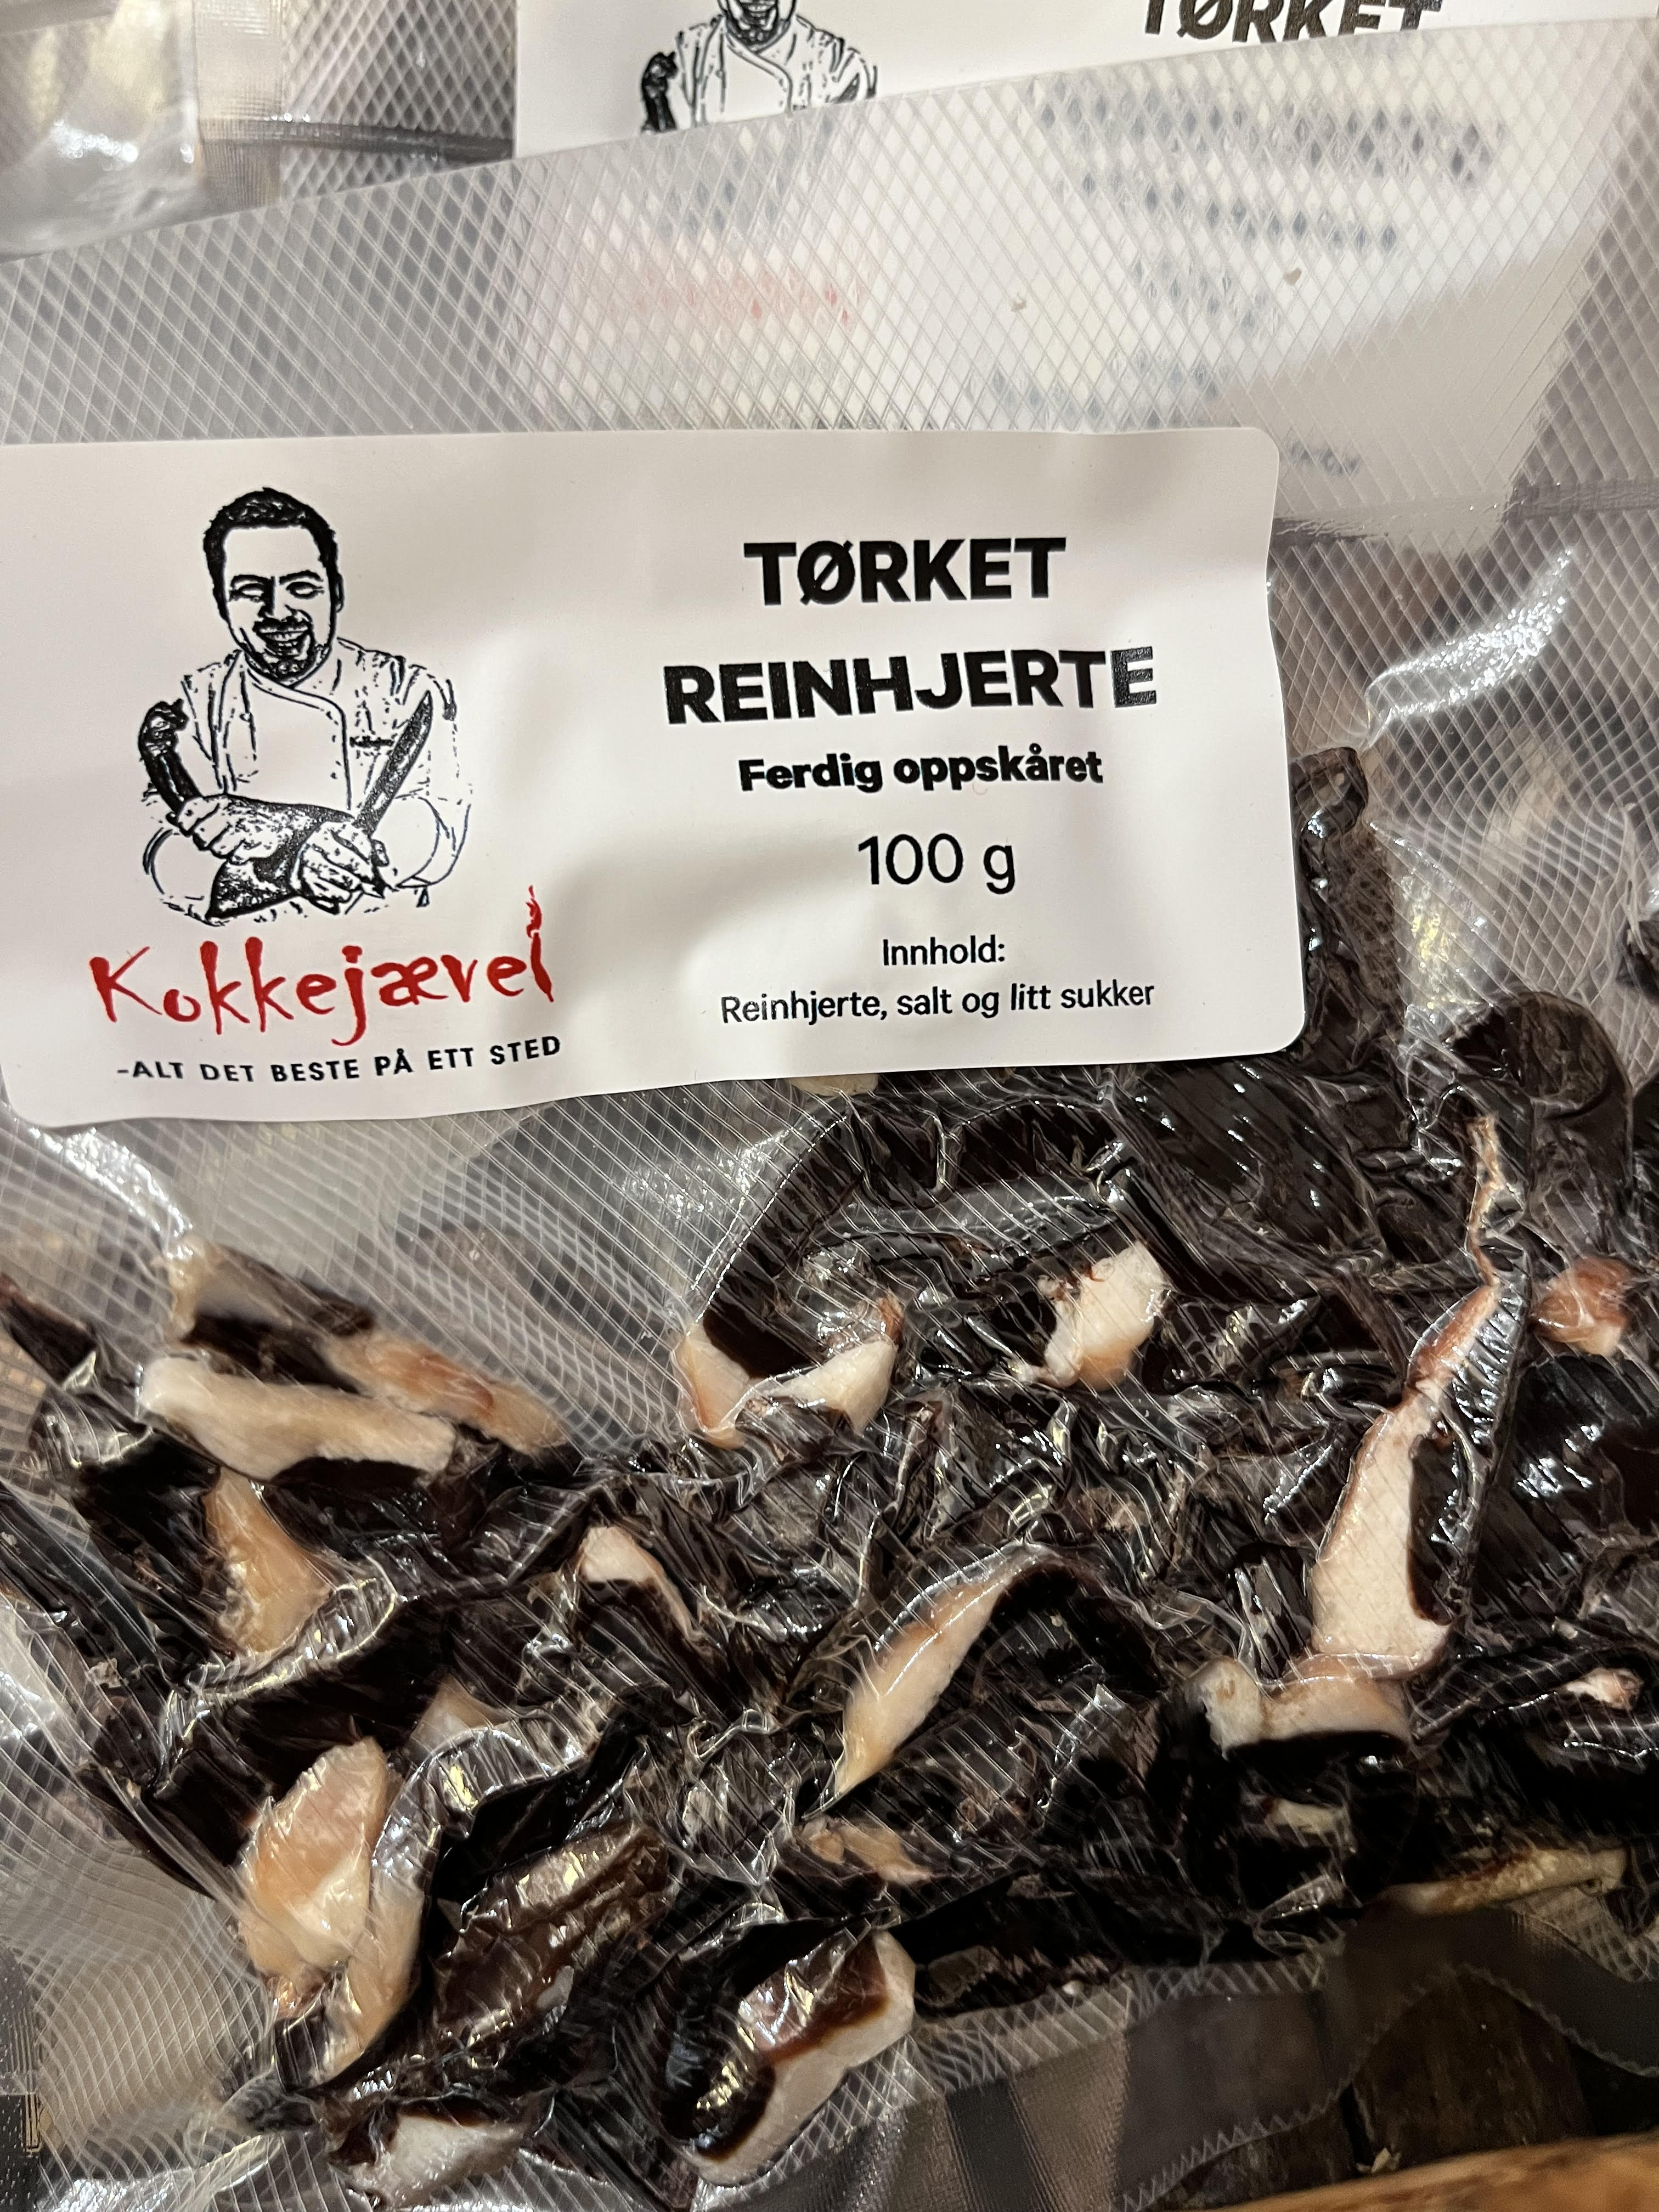 TØRKET
TØRKET
REINHJERTE
Ferdig oppskåret
100 g
Innhold:
Reinhjerte, salt og litt sukker
Kokkejævel
-ALT DET BESTE PÅ ETT STED